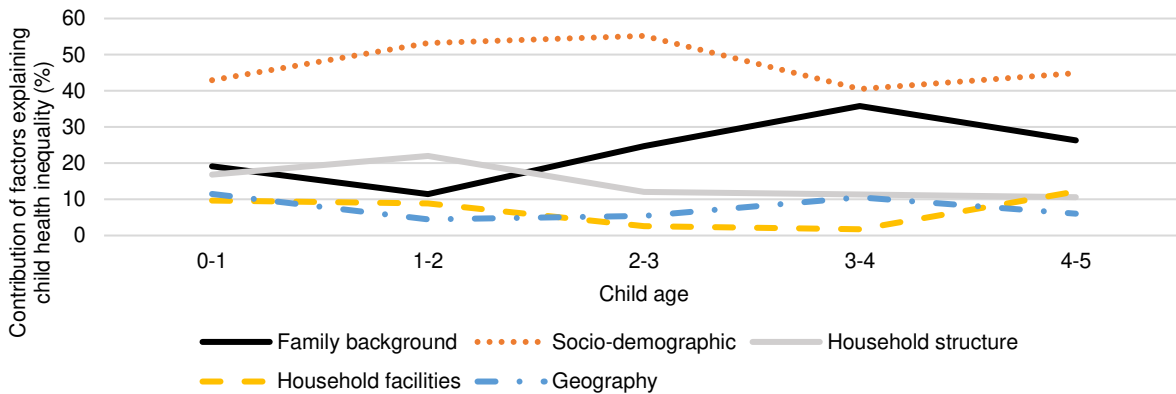 Contribution of factors explaining
child health inequality (%)
60
50
40
30
20
10
0
0-1 1-2 2-3 3-4 4-5
Child age
Family background Socio-demographic Household structure
Household facilities Geography